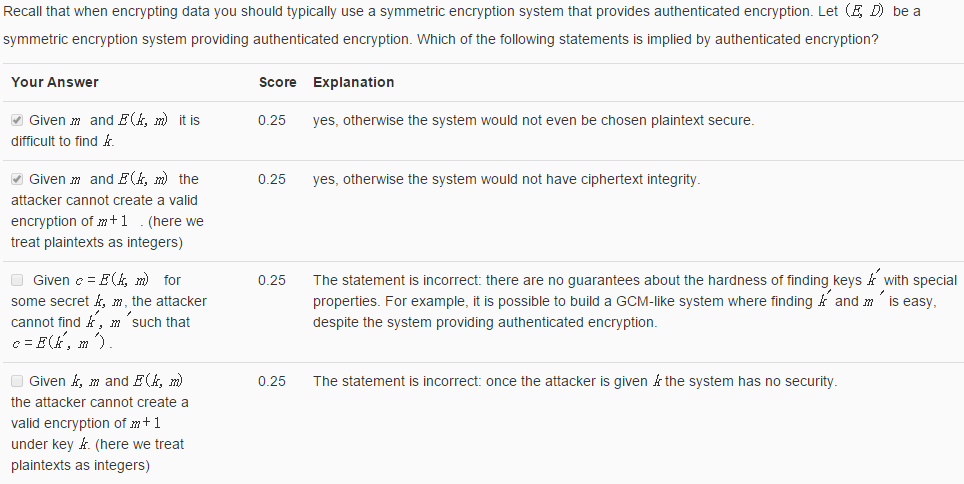 Recall that when encrypting data you should typically use a symmetric encryption system that provides authenticated encryption. Let (E, D) be a
symmetric encryption system providing authenticated encryption. Which of the following statements is implied by authenticated encryption?
Your Answer Score Explanation
Given m and E(k, m) it is 0.25 yes, otherwise the system would not even be chosen plaintext secure.
difficult to find k.
Given m and E(k, m) the 0.25 yes, otherwise the system would not have ciphertext integrity.
attacker cannot create a valid
encryption of m+1 . (here we
treat plaintexts as integers)
Given c = E(k, m) for 0.25 The statement is incorrect: there are no guarantees about the hardness of finding keys k′ with special
some secret k, m, the attacker properties. For example, it is possible to build a GCM-like system where finding k′ and m ′ is easy,
cannot find k′, m ′ such that despite the system providing authenticated encryption.
c = E(k′, m ′).
Given k, m and E(k, m) 0.25 The statement is incorrect: once the attacker is given k the system has no security.
the attacker cannot create a
valid encryption of m+1
under key k. (here we treat
plaintexts as integers)